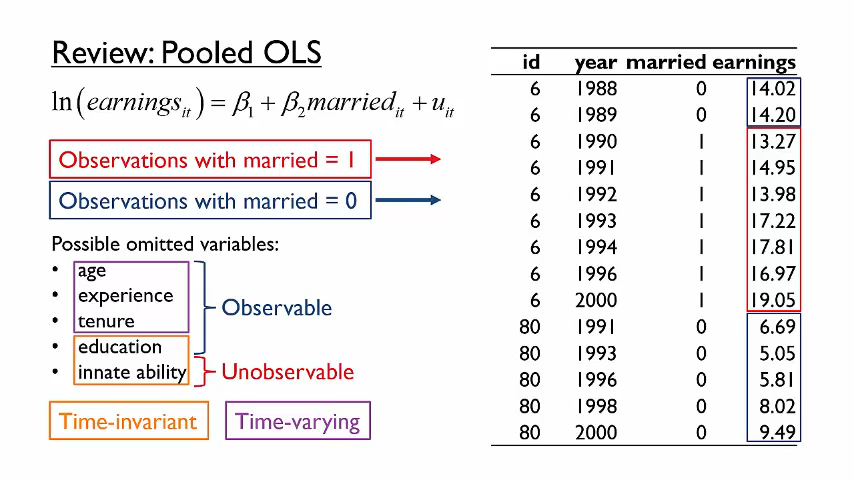 Review: Pooled OLS
ln(earningsᵢₜ) = β₁ + β₂marriedᵢₜ + uᵢₜ
Observations with married = 1
Observations with married = 0
Possible omitted variables:
• age
• experience
• tenure
• education
• innate ability
Observable
Unobservable
Time-invariant
Time-varying
id year married earnings
6 1988 0 14.02
6 1989 0 14.20
6 1990 1 13.27
6 1991 1 14.95
6 1992 1 13.98
6 1993 1 17.22
6 1994 1 17.81
6 1996 1 16.97
6 2000 1 19.05
80 1991 0 6.69
80 1993 0 5.05
80 1996 0 5.81
80 1998 0 8.02
80 2000 0 9.49